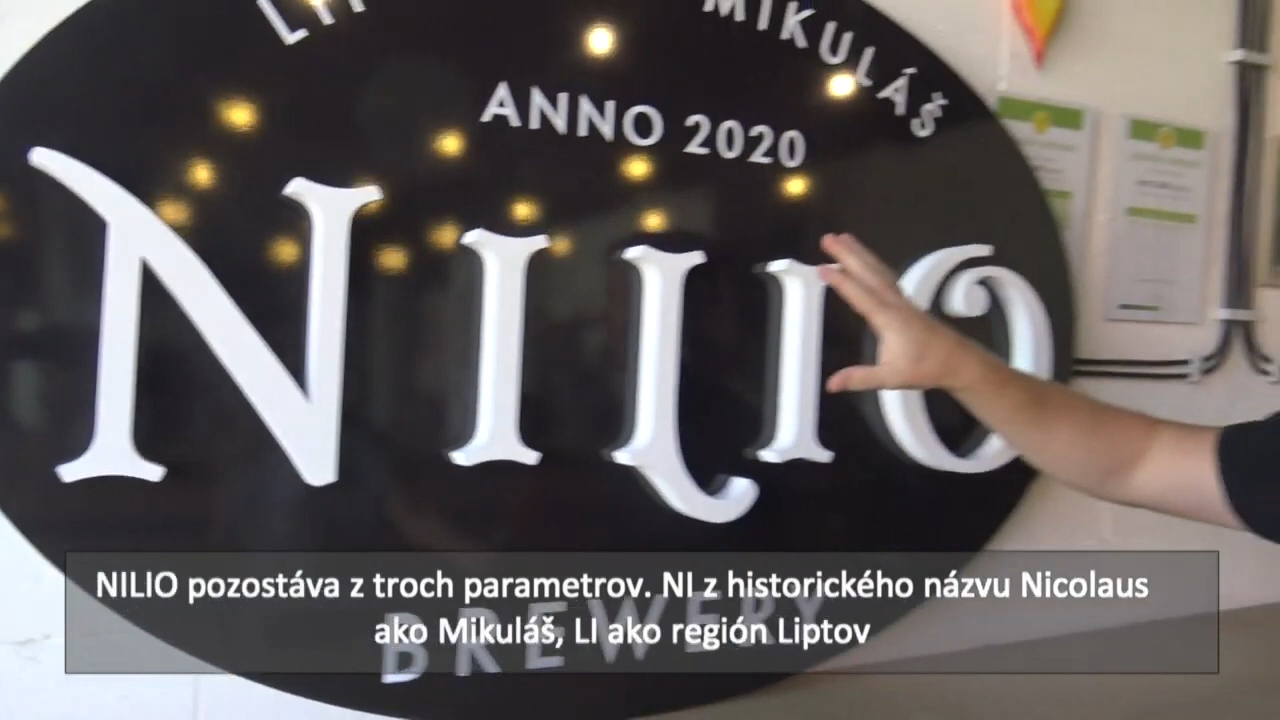 MIKULÁŠ
ANNO 2020
NILIO
BREWERY
NILIO pozostáva z troch parametrov. NI z historického názvu Nicolaus
ako Mikuláš, LI ako región Liptov